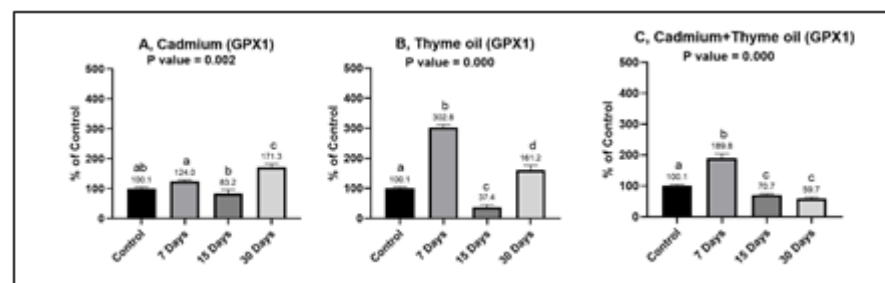 A, Cadmium (GPX1)
P value = 0.002
% of Control
500
400
300
200
100
0
ab
100.1
a
124.0
b
83.2
c
171.3
Control
7 Days
15 Days
30 Days
B, Thyme oil (GPX1)
P value = 0.000
% of Control
500
400
300
200
100
0
a
100.1
b
302.8
c
37.4
d
161.2
Control
7 Days
15 Days
30 Days
C, Cadmium+Thyme oil (GPX1)
P value = 0.000
% of Control
500
400
300
200
100
0
a
100.1
b
189.8
c
70.7
c
59.7
Control
7 Days
15 Days
30 Days